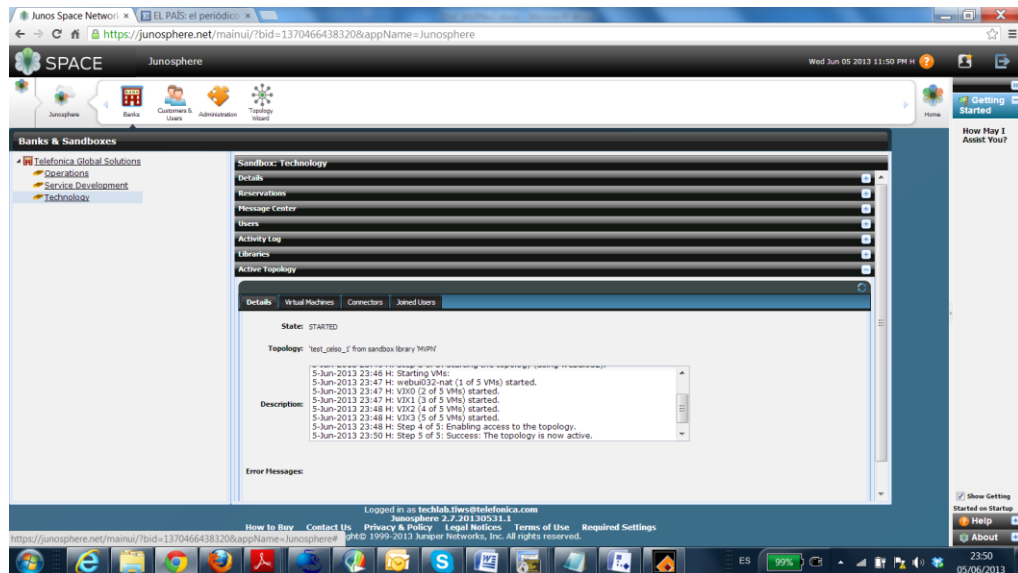 Junos Space Networ
EL PAÍS: el periódico
https://junosphere.net/mainui/?bid=1370466438320&appName=Junosphere
SPACE
Junosphere
Wed Jun 05 2013 11:50 PM H
Junosphere
Banks
Customers & Users
Administration
Topology Wizard
Home
Getting Started
How May I Assist You?
Banks & Sandboxes
Telefonica Global Solutions
Operations
Service Development
Technology
Sandbox: Technology
Details
Reservations
Message Center
Users
Activity Log
Libraries
Active Topology
Details Virtual Machines Connectors Joined Users
State: STARTED
Topology: 'test_celso_1' from sandbox library 'MVPN'
Description:
5-Jun-2013 23:46 H: Starting VMs:
5-Jun-2013 23:47 H: webui032-nat (1 of 5 VMs) started.
5-Jun-2013 23:47 H: VJX0 (2 of 5 VMs) started.
5-Jun-2013 23:47 H: VJX1 (3 of 5 VMs) started.
5-Jun-2013 23:48 H: VJX2 (4 of 5 VMs) started.
5-Jun-2013 23:48 H: VJX3 (5 of 5 VMs) started.
5-Jun-2013 23:48 H: Step 4 of 5: Enabling access to the topology.
5-Jun-2013 23:50 H: Step 5 of 5: Success: The topology is now active.
Error Messages:
Show Getting Started on Startup
Help
About
Logged in as techlab.tiws@telefonica.com
Junosphere 2.7.20130531.1
How to Buy Contact Us Privacy & Policy Legal Notices Terms of Use Required Settings
ght© 1999-2013 Juniper Networks, Inc. All rights reserved.
https://junosphere.net/mainui/?bid=1370466438320&appName=Junosphere#
ES
99%
23:50
05/06/2013